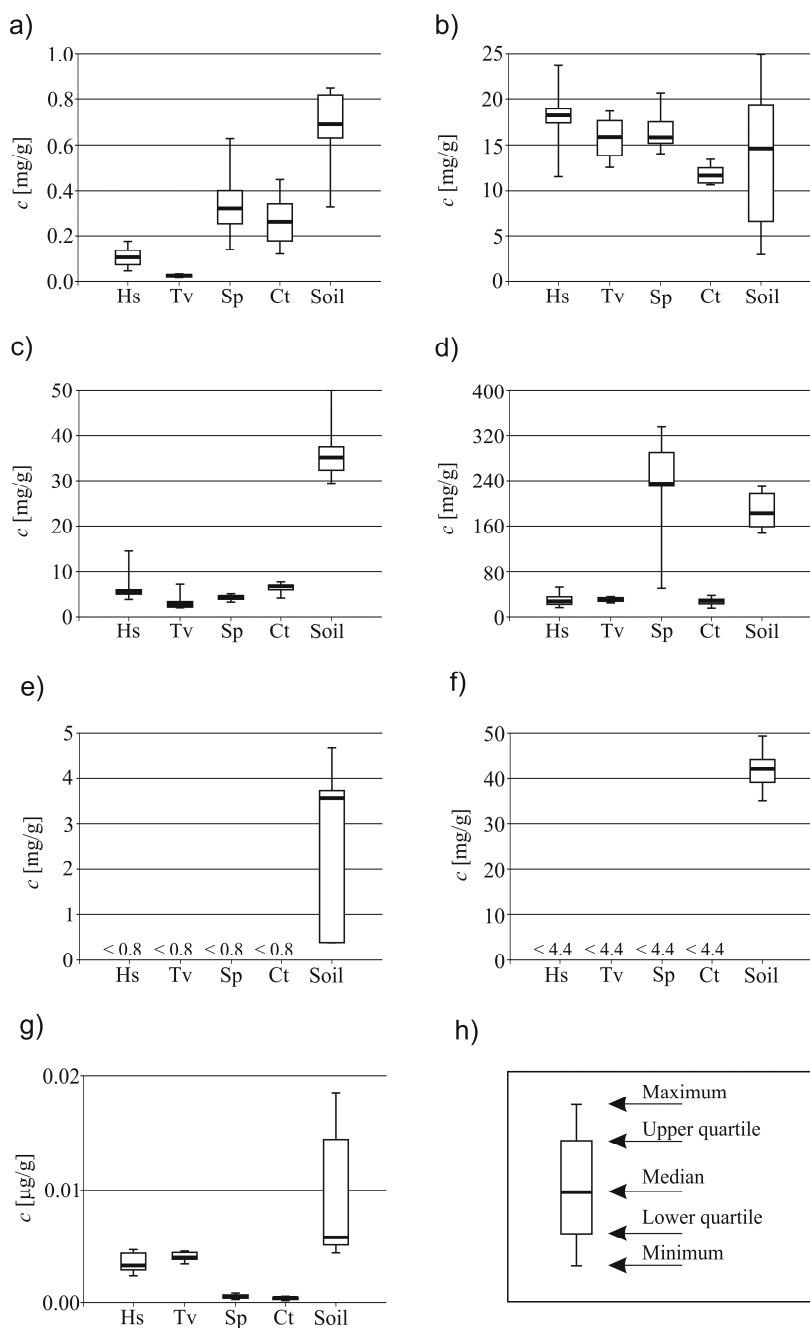 a)
b)
1.0
0.8
0.6
0.4
0.2
0.0
c [mg/g]
Hs Tv Sp Ct Soil
25
20
15
10
5
0
c [mg/g]
Hs Tv Sp Ct Soil
c)
d)
50
40
30
20
10
0
c [mg/g]
Hs Tv Sp Ct Soil
400
320
240
160
80
0
c [mg/g]
Hs Tv Sp Ct Soil
e)
f)
5
4
3
2
1
0
c [mg/g]
< 0.8 < 0.8 < 0.8 < 0.8
Hs Tv Sp Ct Soil
50
40
30
20
10
0
c [mg/g]
< 4.4 < 4.4 < 4.4 < 4.4
Hs Tv Sp Ct Soil
g)
h)
0.02
0.01
0.00
c [µg/g]
Hs Tv Sp Ct Soil
Maximum
Upper quartile
Median
Lower quartile
Minimum